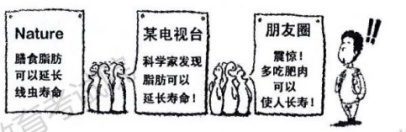 Nature
膳食脂肪
可以延长
线虫寿命
某电视台
科学家发现
脂肪可以
延长寿命!
朋友圈
震惊!
多吃肥肉
可以
使人长寿!
!!